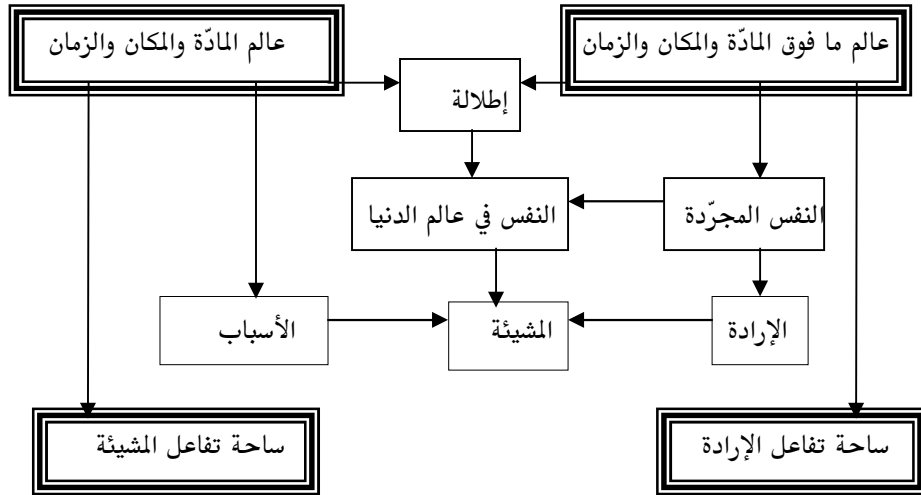 عالم ما فوق المادّة والمكان والزمان
عالم المادّة والمكان والزمان
إطلالة
النفس المجرّدة
النفس في عالم الدنيا
الإرادة
المشيئة
الأسباب
ساحة تفاعل الإرادة
ساحة تفاعل المشيئة